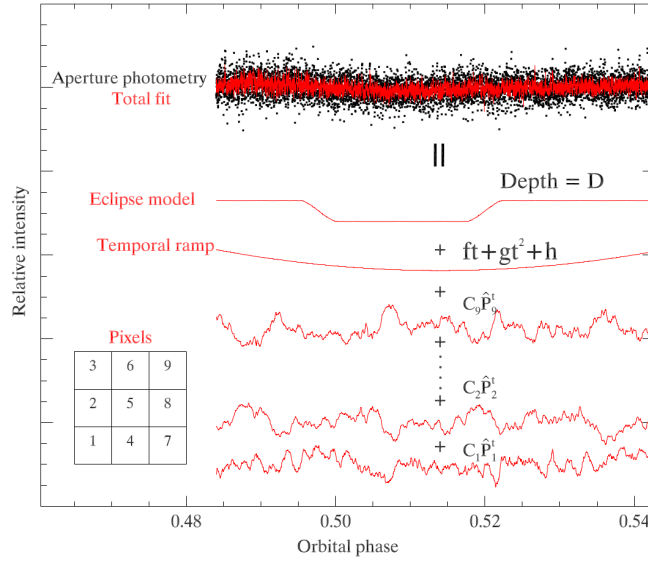 Aperture photometry
Total fit
=
Depth = D
Eclipse model
Temporal ramp
+ ft+gt²+h
+
C₉P̂₉ᵗ
Pixels
+
3 6 9
2 5 8
1 4 7
C₂P̂₂ᵗ
+
+ C₁P̂₁ᵗ
Relative intensity
0.48 0.50 0.52 0.54
Orbital phase